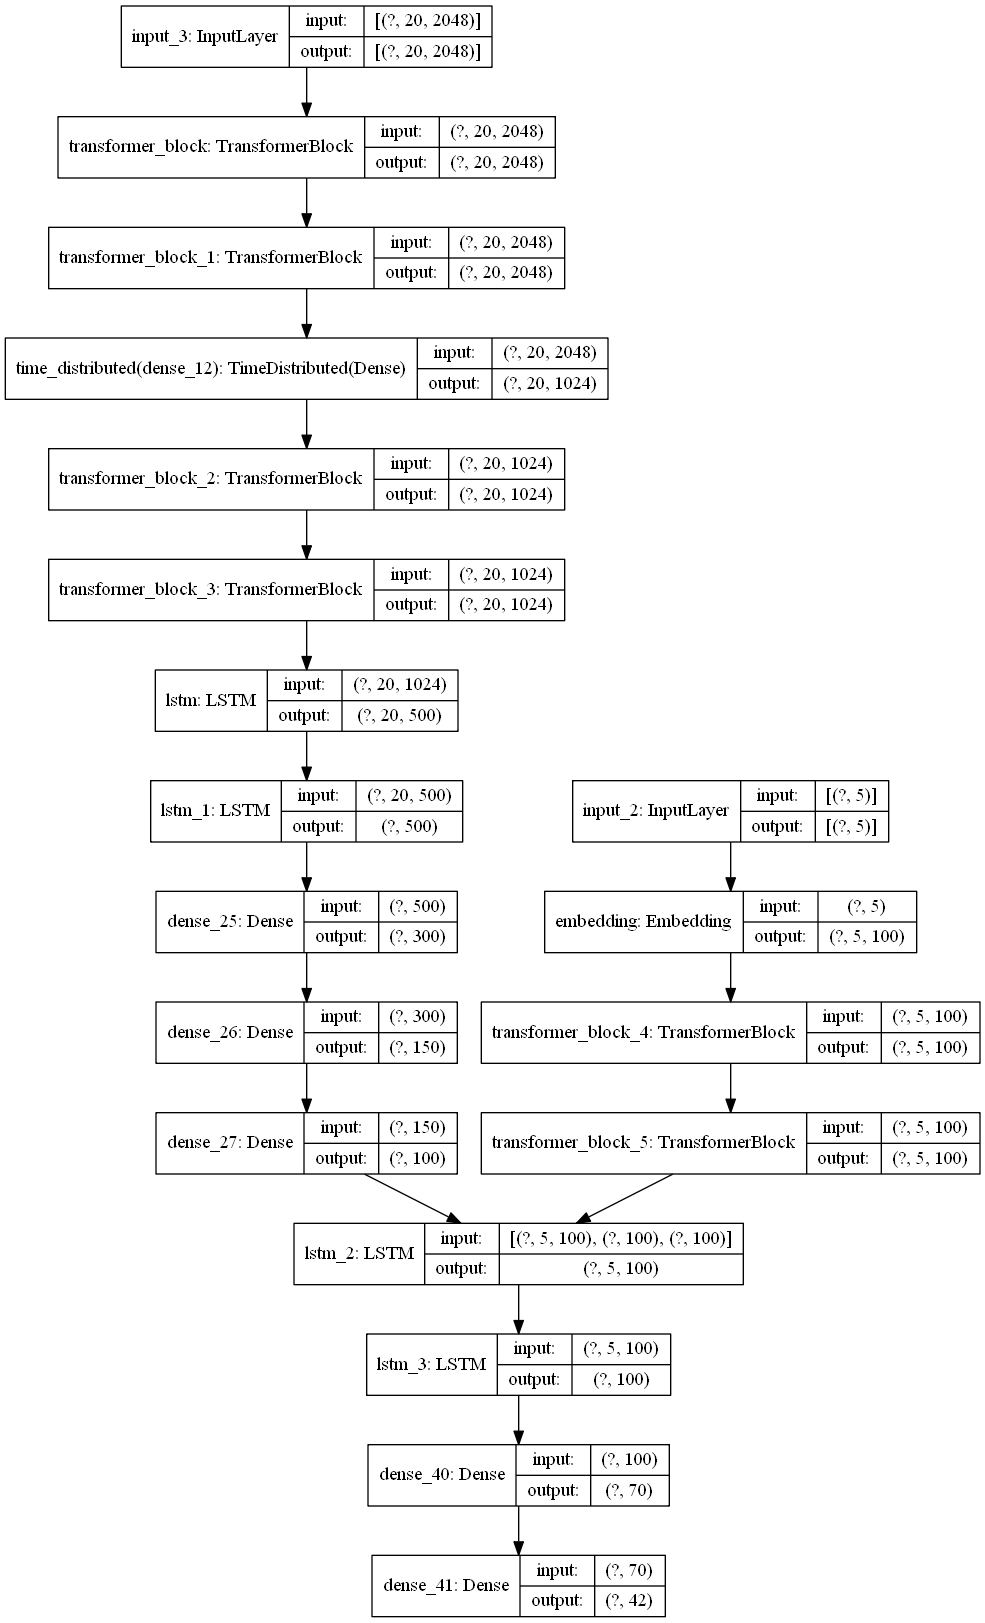 input_3: InputLayer
input: [(?, 20, 2048)]
output: [(?, 20, 2048)]
transformer_block: TransformerBlock
input: (?, 20, 2048)
output: (?, 20, 2048)
transformer_block_1: TransformerBlock
input: (?, 20, 2048)
output: (?, 20, 2048)
time_distributed(dense_12): TimeDistributed(Dense)
input: (?, 20, 2048)
output: (?, 20, 1024)
transformer_block_2: TransformerBlock
input: (?, 20, 1024)
output: (?, 20, 1024)
transformer_block_3: TransformerBlock
input: (?, 20, 1024)
output: (?, 20, 1024)
lstm: LSTM
input: (?, 20, 1024)
output: (?, 20, 500)
lstm_1: LSTM
input: (?, 20, 500)
output: (?, 500)
input_2: InputLayer
input: [(?, 5)]
output: [(?, 5)]
dense_25: Dense
input: (?, 500)
output: (?, 300)
embedding: Embedding
input: (?, 5)
output: (?, 5, 100)
dense_26: Dense
input: (?, 300)
output: (?, 150)
transformer_block_4: TransformerBlock
input: (?, 5, 100)
output: (?, 5, 100)
dense_27: Dense
input: (?, 150)
output: (?, 100)
transformer_block_5: TransformerBlock
input: (?, 5, 100)
output: (?, 5, 100)
lstm_2: LSTM
input: [(?, 5, 100), (?, 100), (?, 100)]
output: (?, 5, 100)
lstm_3: LSTM
input: (?, 5, 100)
output: (?, 100)
dense_40: Dense
input: (?, 100)
output: (?, 70)
dense_41: Dense
input: (?, 70)
output: (?, 42)